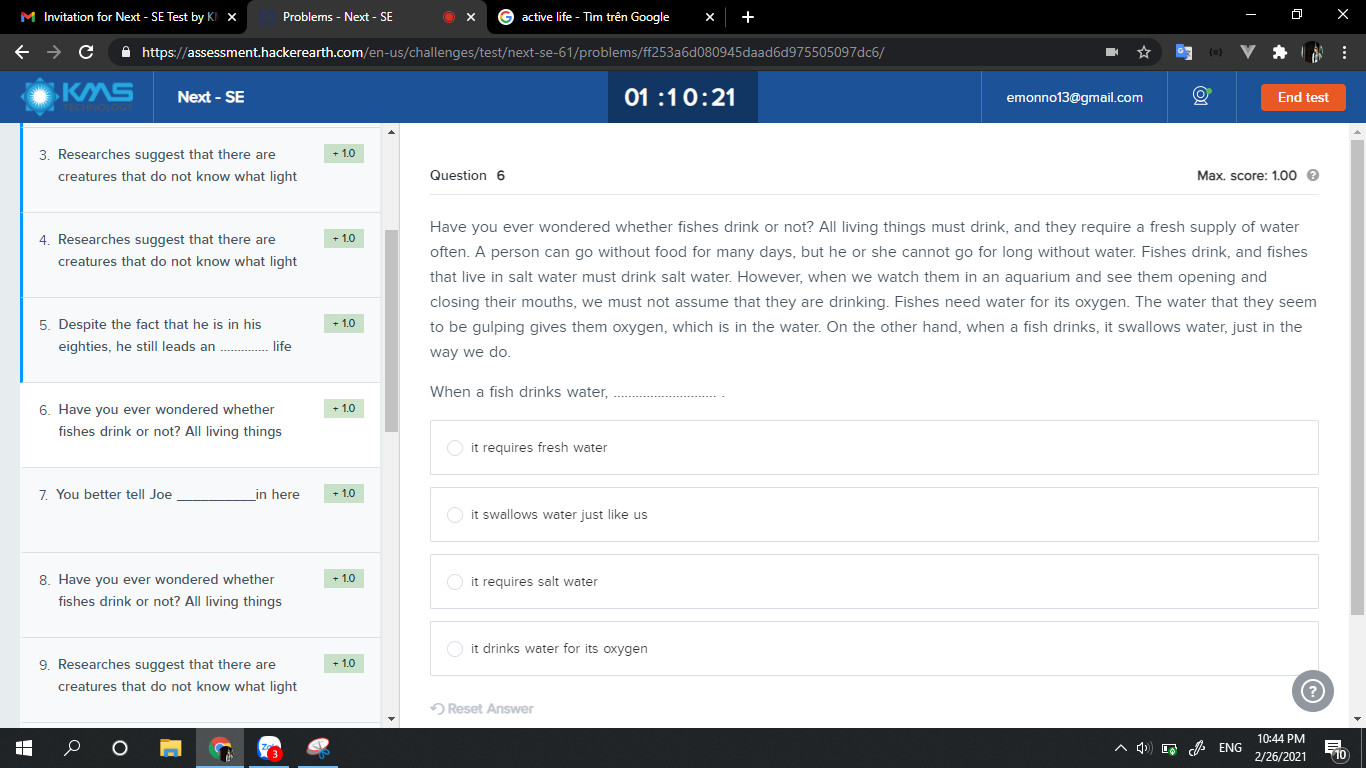 Invitation for Next - SE Test by KI
Problems - Next - SE
active life - Tìm trên Google
https://assessment.hackerearth.com/en-us/challenges/test/next-se-61/problems/ff253a6d080945daad6d975505097dc6/
KMS
TECHNOLOGY
Next - SE
01 :10:21
emonno13@gmail.com
End test
3. Researches suggest that there are
creatures that do not know what light
+ 1.0
4. Researches suggest that there are
creatures that do not know what light
+ 1.0
5. Despite the fact that he is in his
eighties, he still leads an ............. life
+ 1.0
6. Have you ever wondered whether
fishes drink or not? All living things
+ 1.0
7. You better tell Joe __________in here
+ 1.0
8. Have you ever wondered whether
fishes drink or not? All living things
+ 1.0
9. Researches suggest that there are
creatures that do not know what light
+ 1.0
Question 6
Max. score: 1.00
Have you ever wondered whether fishes drink or not? All living things must drink, and they require a fresh supply of water
often. A person can go without food for many days, but he or she cannot go for long without water. Fishes drink, and fishes
that live in salt water must drink salt water. However, when we watch them in an aquarium and see them opening and
closing their mouths, we must not assume that they are drinking. Fishes need water for its oxygen. The water that they seem
to be gulping gives them oxygen, which is in the water. On the other hand, when a fish drinks, it swallows water, just in the
way we do.
When a fish drinks water, ............................ .
it requires fresh water
it swallows water just like us
it requires salt water
it drinks water for its oxygen
Reset Answer
?
Zalo
3
ENG
10:44 PM
2/26/2021
10